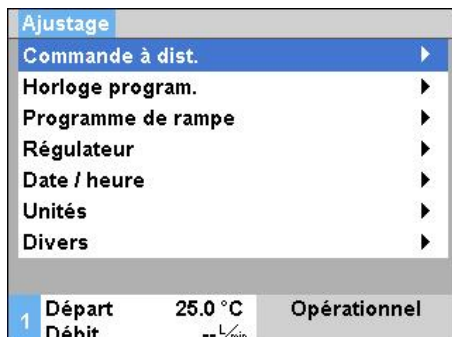 Ajustage
Commande à dist.
Horloge program.
Programme de rampe
Régulateur
Date / heure
Unités
Divers
1 Départ 25.0 °C Opérationnel
Débit -- L/min